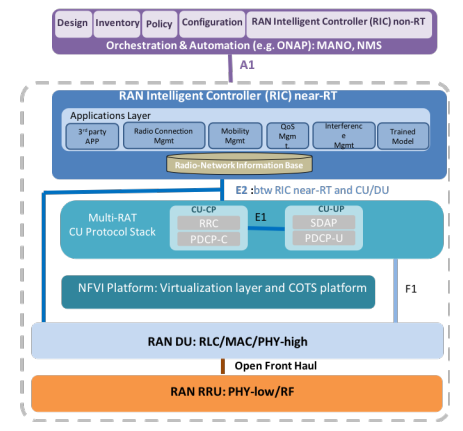 Design
Inventory
Policy
Configuration
RAN Intelligent Controller (RIC) non-RT
Orchestration & Automation (e.g. ONAP): MANO, NMS
A1
RAN Intelligent Controller (RIC) near-RT
Applications Layer
3rd party
APP
Radio Connection
Mgmt
Mobility
Mgmt
QoS
Mgm
t.
Interferenc
e
Mgmt
Trained
Model
Radio-Network Information Base
E2 :btw RIC near-RT and CU/DU
Multi-RAT
CU Protocol Stack
CU-CP
RRC
PDCP-C
E1
CU-UP
SDAP
PDCP-U
NFVI Platform: Virtualization layer and COTS platform
F1
RAN DU: RLC/MAC/PHY-high
Open Front Haul
RAN RRU: PHY-low/RF